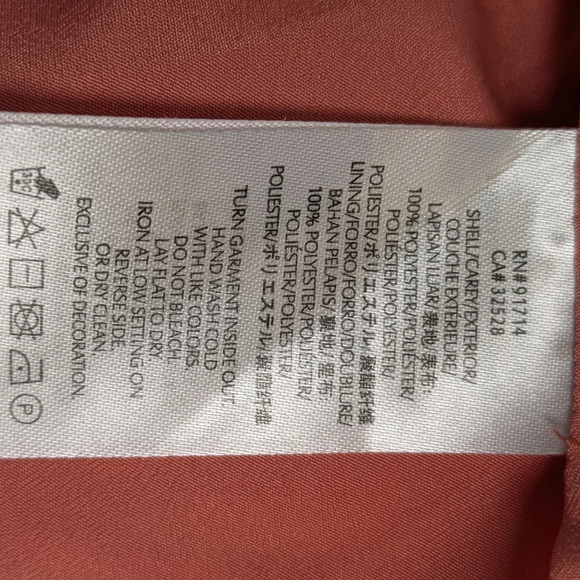 RN# 91714
CA# 32528
SHELL/CAREY/EXTERIOR/
COUCHE EXTERIEURE/
LAPISAN LUAR/表地/表布:
100% POLYESTER/POLIÉSTER/
POLIÉSTER/POLYESTER/
POLIESTER/ポリエステル/聚酯纤维
LINING/FORRO/FORRO/DOUBLURE/
BAHAN PELAPIS/裏地/里布:
100% POLYESTER/POLIÉSTER/
POLIÉSTER/POLYESTER/
POLIESTER/ポリエステル/聚酯纤维
TURN GARMENT INSIDE OUT.
HAND WASH COLD
WITH LIKE COLORS.
DO NOT BLEACH.
LAY FLAT TO DRY.
IRON AT LOW SETTING ON
REVERSE SIDE.
OR DRY CLEAN.
EXCLUSIVE OF DECORATION.
P